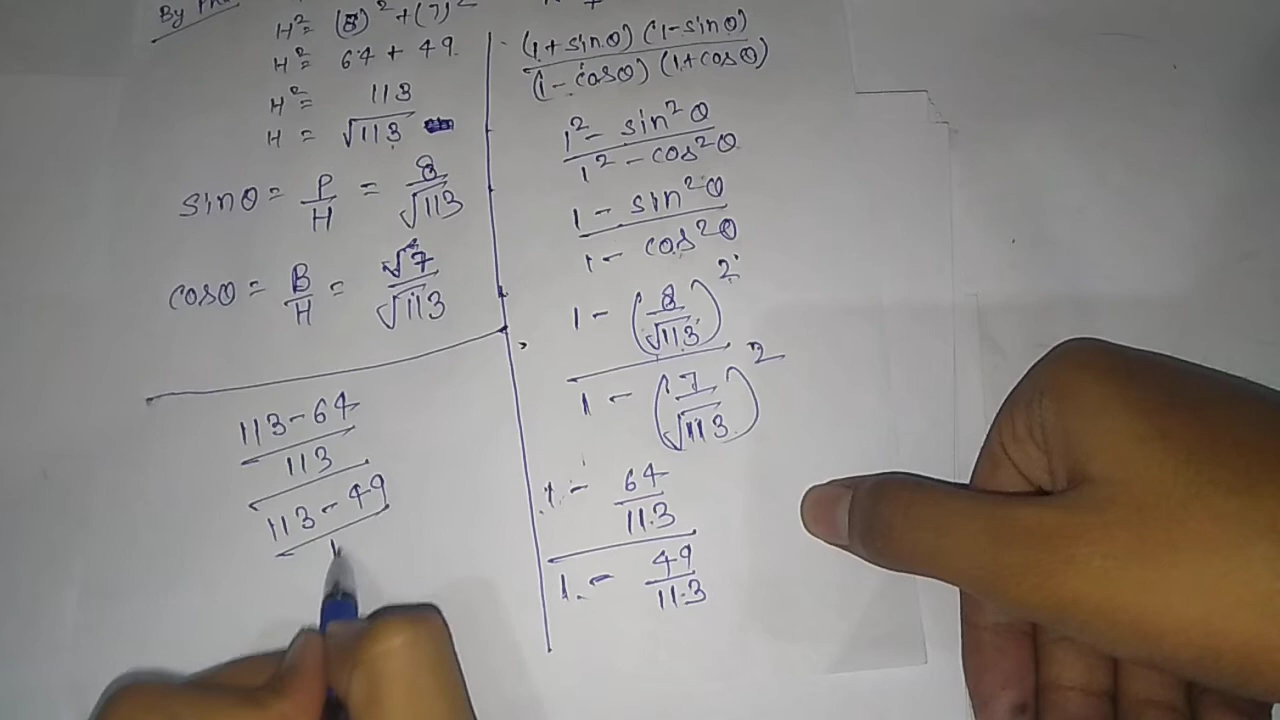 By
H² = (8)² + (7)²
H² = 64 + 49
H² = 113
H = √113
sinθ = P/H = 8/√113
cosθ = B/H = √7/√113
113-64
113
113-49
1
(1+sinθ)(1-sinθ)
(1-cosθ)(1+cosθ)
1² - sin²θ
1² - cos²θ
1 - sin²θ
1 - cos²θ
1 - (8/√113)²
1 - (7/√113)²
1 - 64/113
1 - 49/113